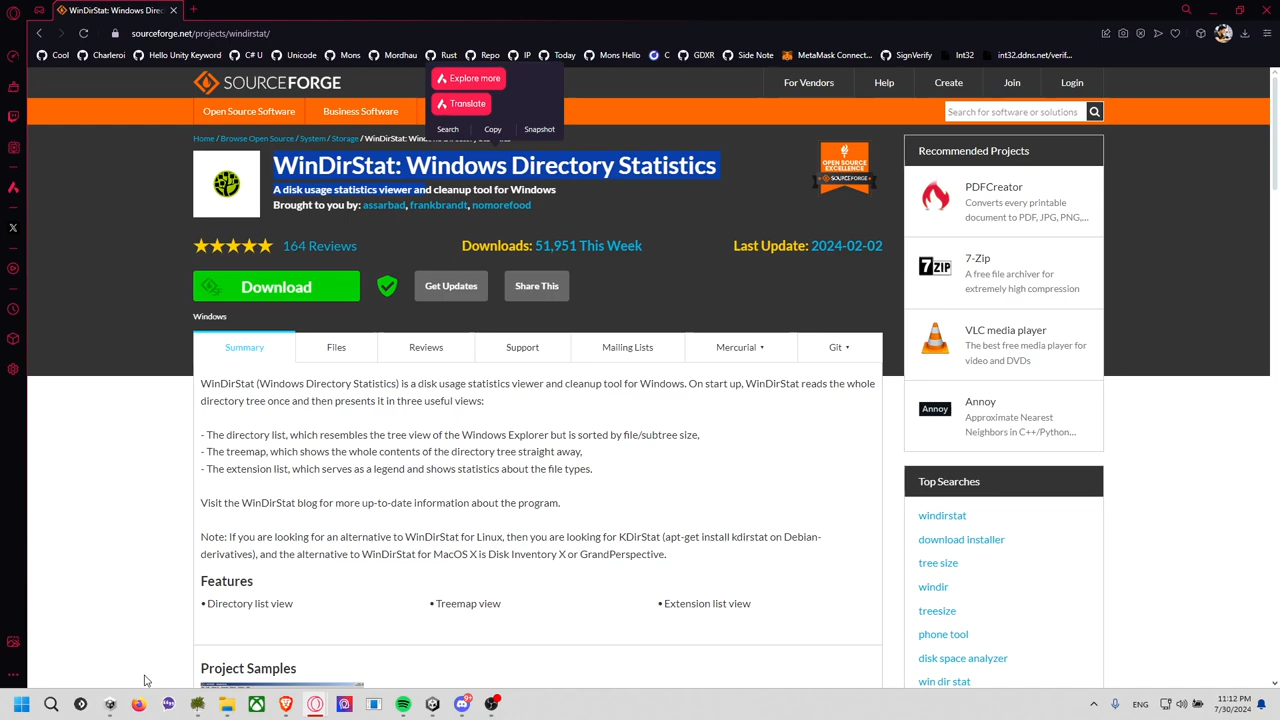 WinDirStat: Windows Dire...
sourceforge.net/projects/windirstat/
Cool
Charleroi
IDA
Unicode
Mons
Mordhau
Rust
Repo
IP
Mons Hello
C
GDXR
Side Note
MetaMask Connect...
SignVerify
Int32
int32.ddns.net/veri...
SOURCEFORGE
For Vendors
Help
Create
Join
Login
Explore more
Translate
Search
Copy
Snapshot
Open Source Software
Business Software
Search for software or solutions
Home / Browse Open Source / System / Storage / WinDirStat:
WinDirStat: Windows Directory Statistics
A disk usage statistics viewer and cleanup tool for Windows
Brought to you by: assarbad, frankbrandt, nomorefood
OPEN SOURCE
EXCELLENCE
SOURCEFORGE
164 Reviews
Downloads: 51,951 This Week
Last Update: 2024-02-02
Download
Get Updates
Share This
Windows
Summary
Files
Reviews
Support
Mailing Lists
Mercurial
Git
WinDirStat (Windows Directory Statistics) is a disk usage statistics viewer and cleanup tool for Windows. On start up, WinDirStat reads the whole
directory tree once and then presents it in three useful views:
- The directory list, which resembles the tree view of the Windows Explorer but is sorted by file/subtree size,
- The treemap, which shows the whole contents of the directory tree straight away,
- The extension list, which serves as a legend and shows statistics about the file types.
Visit the WinDirStat blog for more up-to-date information about the program.
Note: If you are looking for an alternative to WinDirStat for Linux, then you are looking for KDirStat (apt-get install kdirstat on Debian-
derivatives), and the alternative to WinDirStat for MacOS X is Disk Inventory X or GrandPerspective.
Features
• Directory list view
• Treemap view
• Extension list view
Project Samples
Recommended Projects
PDFCreator
Converts every printable
document to PDF, JPG, PNG,...
7ZIP
7-Zip
A free file archiver for
extremely high compression
VLC media player
The best free media player for
video and DVDs
Annoy
Annoy
Approximate Nearest
Neighbors in C++/Python...
Top Searches
windirstat
download installer
tree size
windir
treesize
phone tool
disk space analyzer
win dir stat
ENG
11:12 PM
7/30/2024